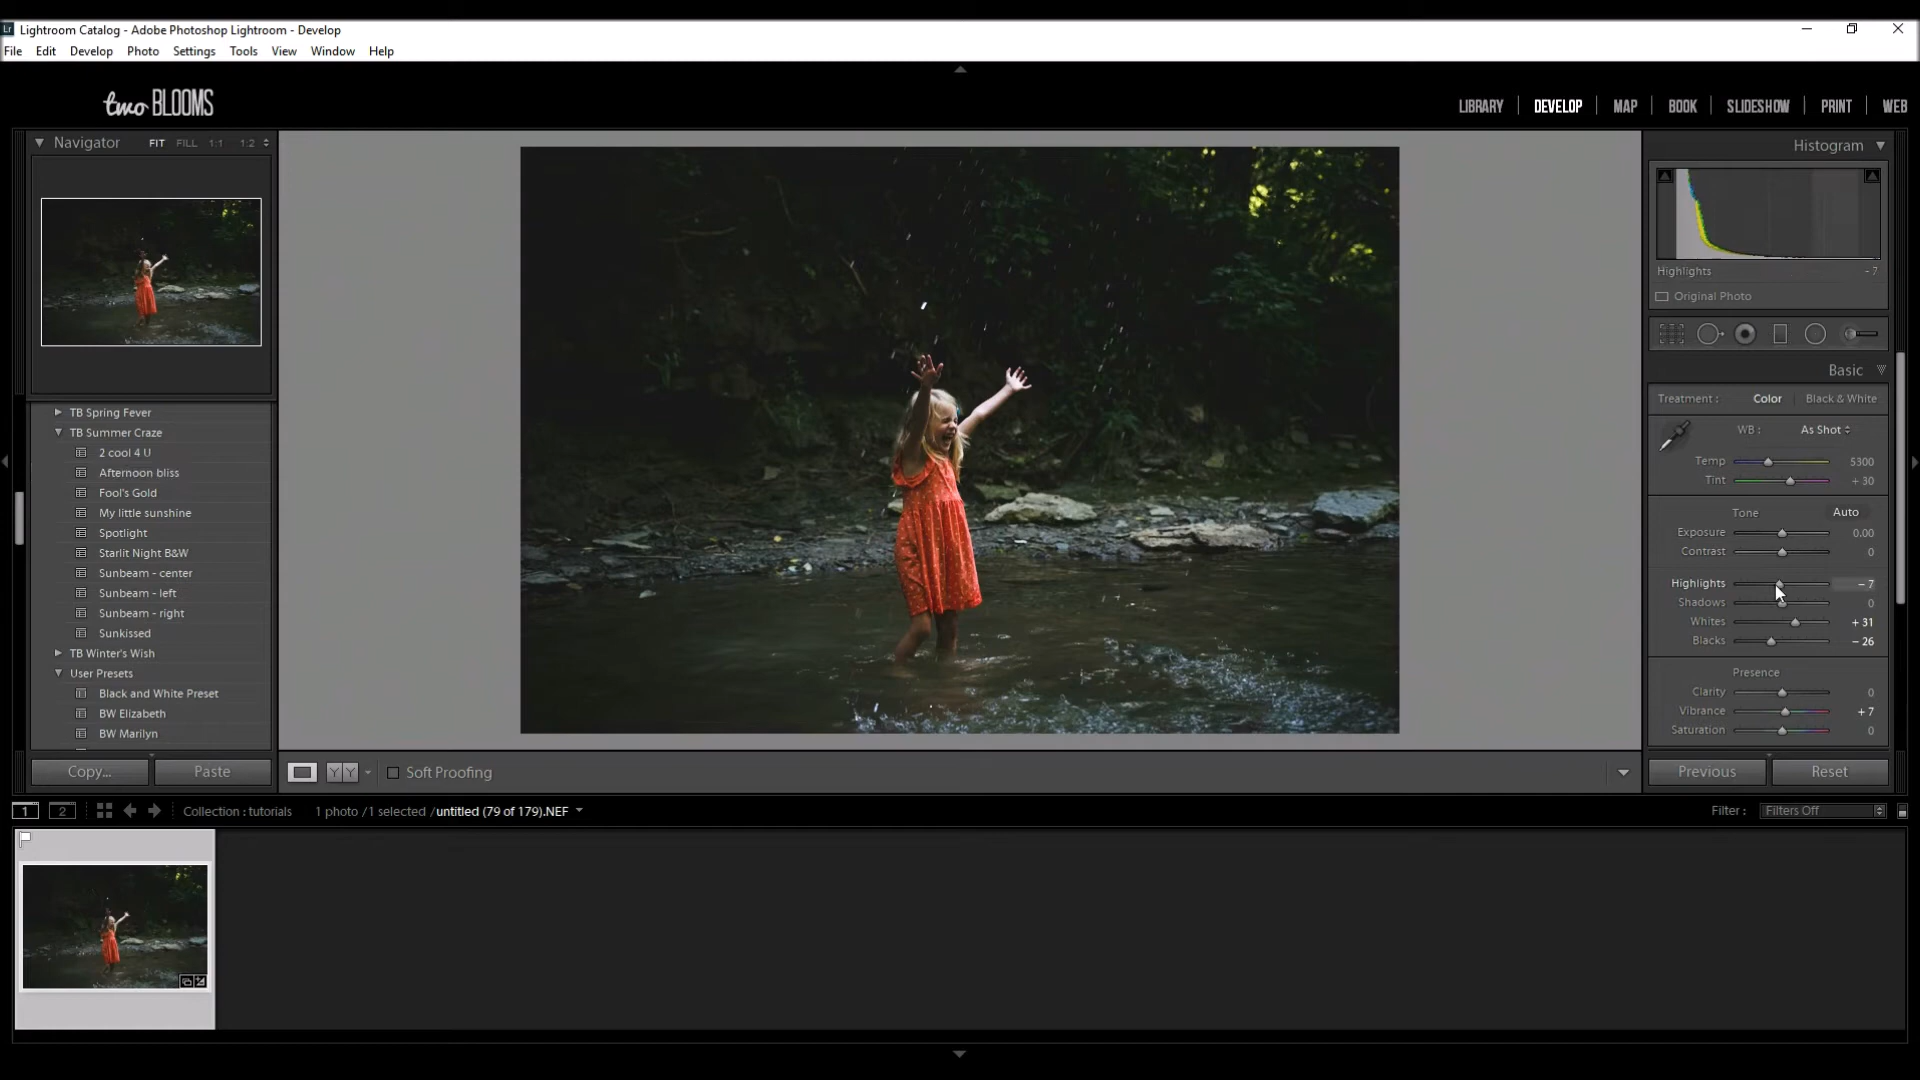 Lr Lightroom Catalog - Adobe Photoshop Lightroom - Develop
File Edit Develop Photo Settings Tools View Window Help
two BLOOMS
LIBRARY DEVELOP MAP BOOK SLIDESHOW PRINT WEB
Navigator FIT FILL 1:1 1:2
Histogram
Highlights - 7
Original Photo
Basic
Treatment : Color Black & White
WB : As Shot
Temp 5300
Tint + 30
Tone Auto
Exposure 0.00
Contrast 0
Highlights - 7
Shadows 0
Whites + 31
Blacks - 26
Presence
Clarity 0
Vibrance + 7
Saturation 0
TB Spring Fever
TB Summer Craze
2 cool 4 U
Afternoon bliss
Fool's Gold
My little sunshine
Spotlight
Starlit Night B&W
Sunbeam - center
Sunbeam - left
Sunbeam - right
Sunkissed
TB Winter's Wish
User Presets
Black and White Preset
BW Elizabeth
BW Marilyn
Copy... Paste
YY Soft Proofing
Previous Reset
1 2 Collection : tutorials 1 photo / 1 selected / untitled (79 of 179).NEF
Filter : Filters Off